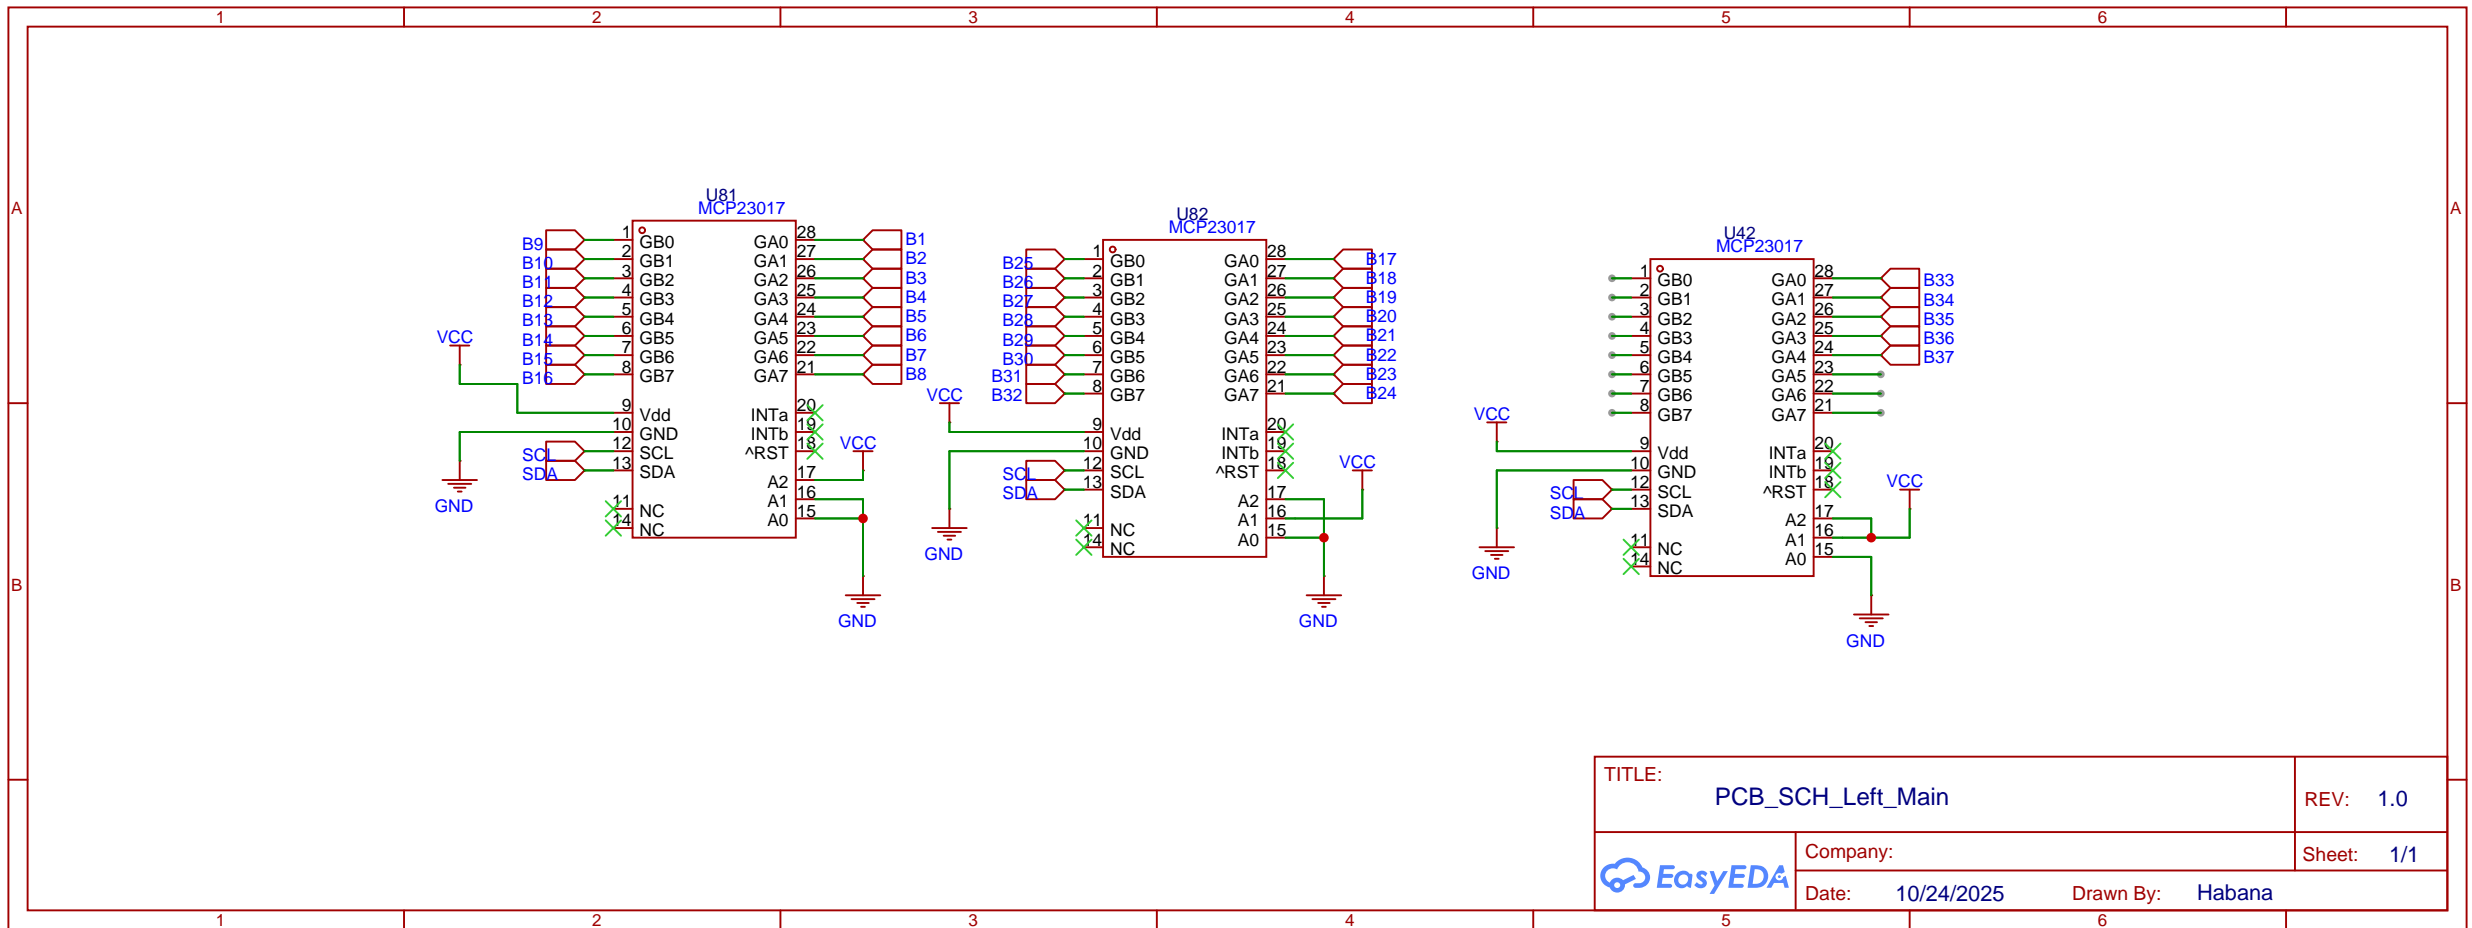 1 2 3 4 5 6
A A
B B
U81
MCP23017
B9 1 GB0 GA0 28 B1
B10 2 GB1 GA1 27 B2
B11 3 GB2 GA2 26 B3
B12 4 GB3 GA3 25 B4
B13 5 GB4 GA4 24 B5
B14 6 GB5 GA5 23 B6
B15 7 GB6 GA6 22 B7
B16 8 GB7 GA7 21 B8
VCC
9 Vdd INTa 20
10 GND INTb 19
SCL 12 SCL ^RST 18
SDA 13 SDA
VCC
A2 17
11 NC A1 16
14 NC A0 15
GND
GND
U82
MCP23017
B25 1 GB0 GA0 28 B17
B26 2 GB1 GA1 27 B18
B27 3 GB2 GA2 26 B19
B28 4 GB3 GA3 25 B20
B29 5 GB4 GA4 24 B21
B30 6 GB5 GA5 23 B22
B31 7 GB6 GA6 22 B23
B32 8 GB7 GA7 21 B24
VCC
9 Vdd INTa 20
10 GND INTb 19
SCL 12 SCL ^RST 18
SDA 13 SDA
VCC
A2 17
11 NC A1 16
14 NC A0 15
GND
GND
U42
MCP23017
1 GB0 GA0 28 B33
2 GB1 GA1 27 B34
3 GB2 GA2 26 B35
4 GB3 GA3 25 B36
5 GB4 GA4 24 B37
6 GB5 GA5 23
7 GB6 GA6 22
8 GB7 GA7 21
VCC
9 Vdd INTa 20
10 GND INTb 19
SCL 12 SCL ^RST 18
SDA 13 SDA
VCC
A2 17
11 NC A1 16
14 NC A0 15
GND
GND
TITLE:
PCB_SCH_Left_Main
REV: 1.0
EasyEDA
Company:
Sheet: 1/1
Date: 10/24/2025
Drawn By: Habana
1 2 3 4 5 6